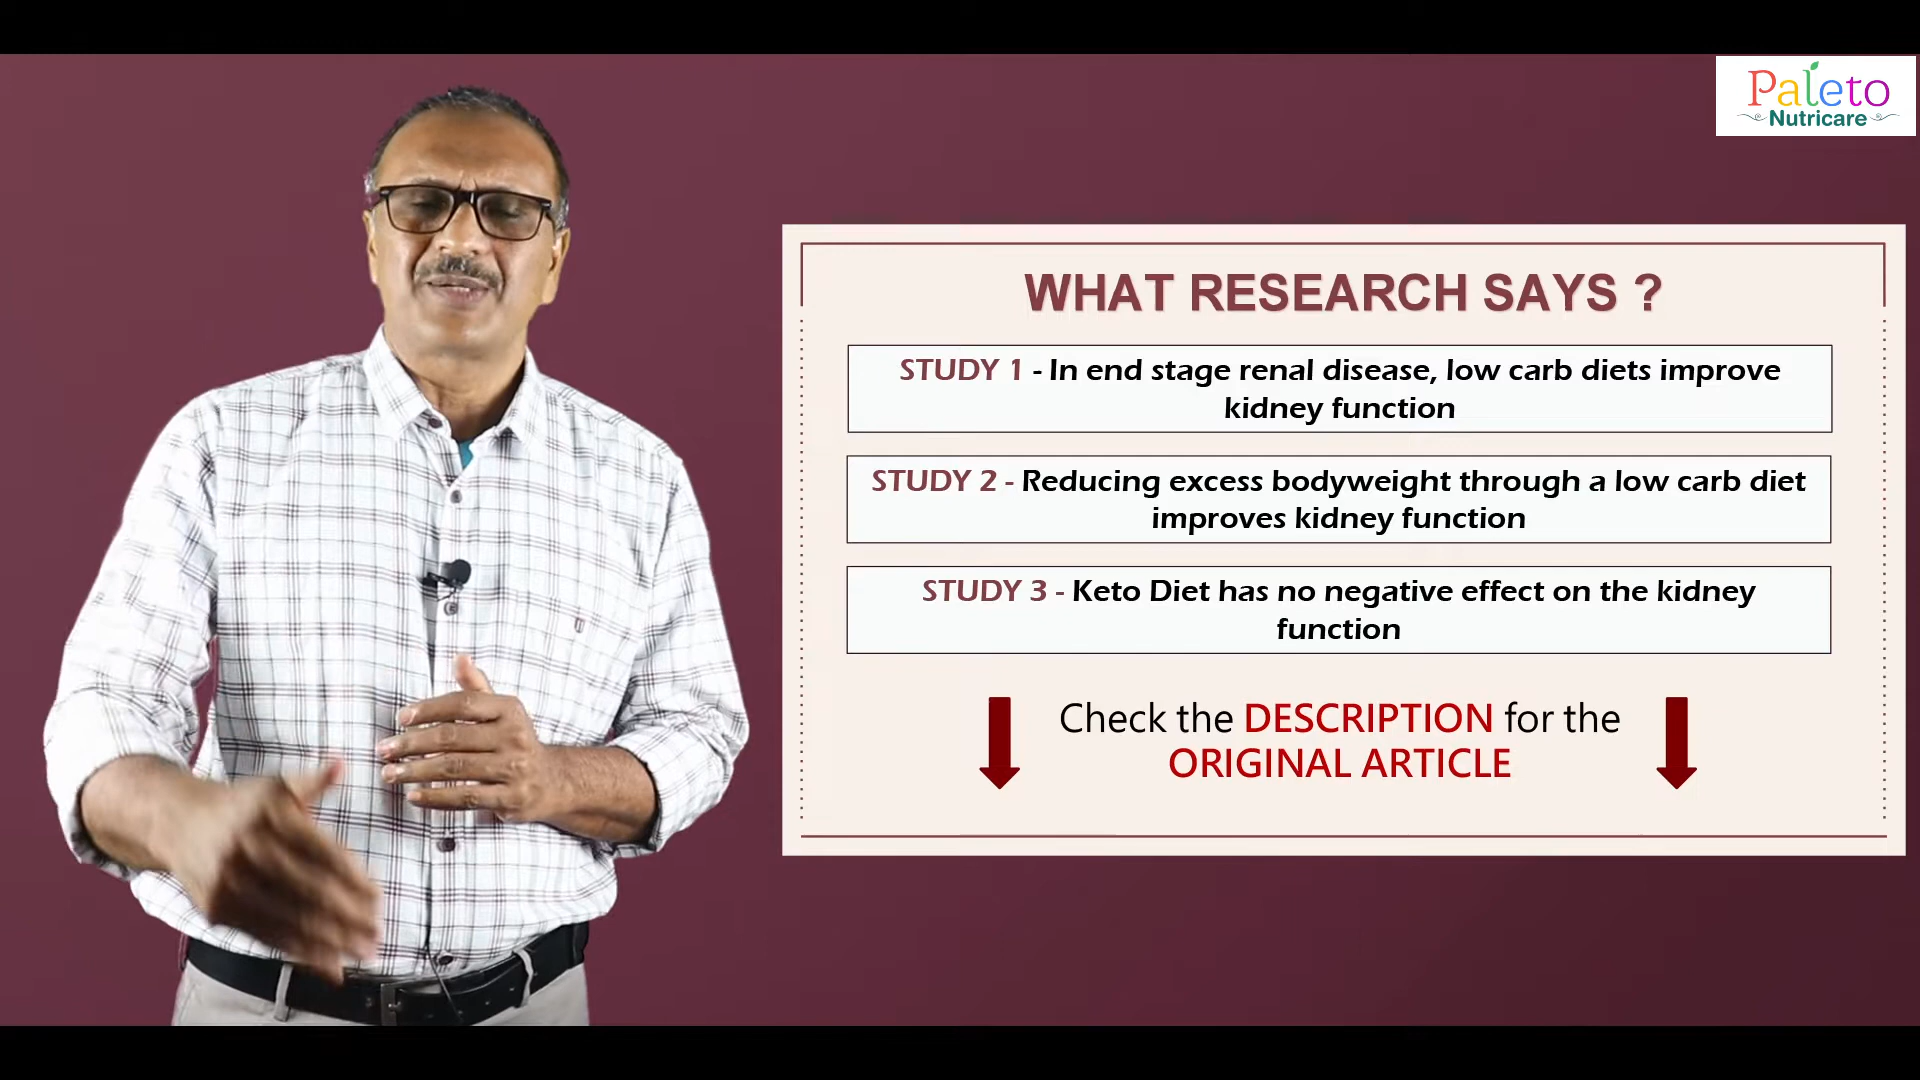 Paleto
Nutricare
WHAT RESEARCH SAYS ?
STUDY 1 - In end stage renal disease, low carb diets improve
kidney function
STUDY 2 - Reducing excess bodyweight through a low carb diet
improves kidney function
STUDY 3 - Keto Diet has no negative effect on the kidney
function
Check the DESCRIPTION for the
ORIGINAL ARTICLE